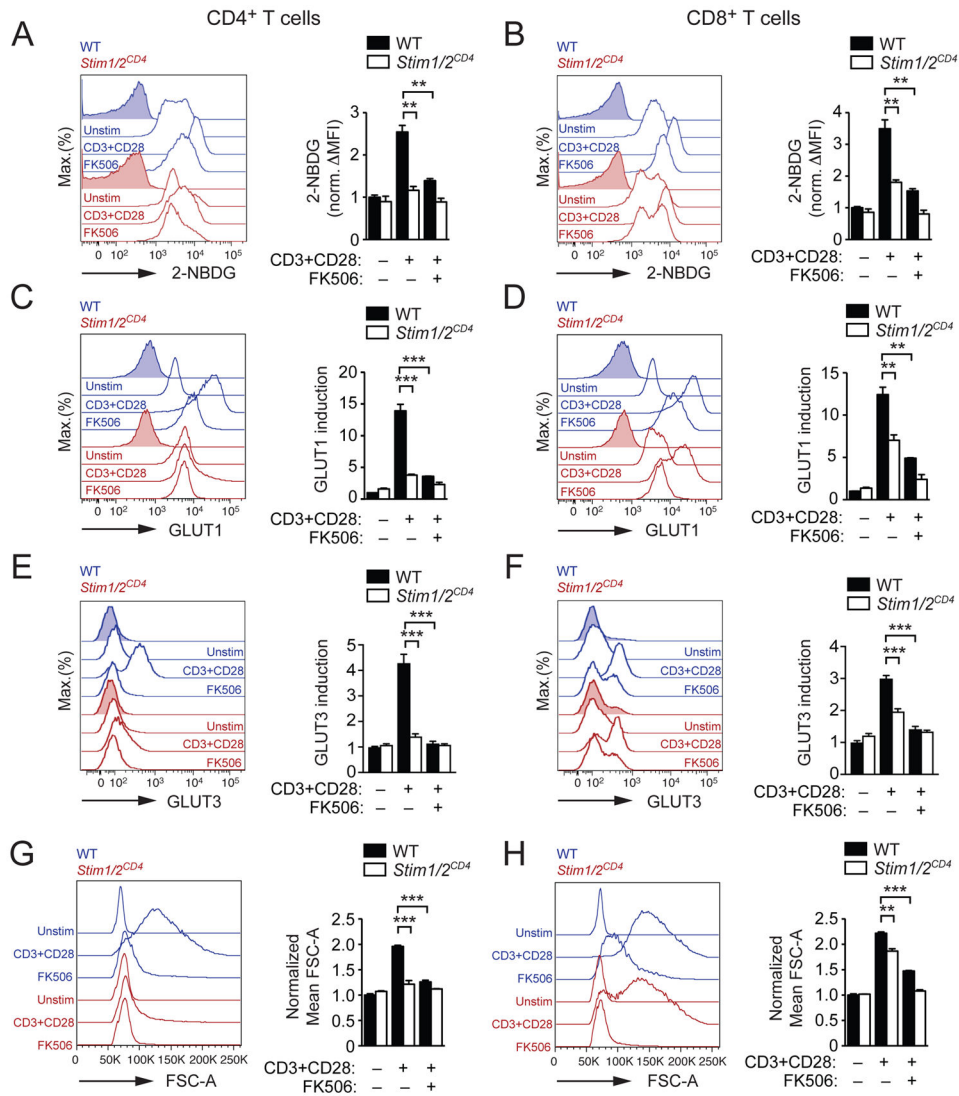 CD4+ T cells
CD8+ T cells
A
WT
Stim1/2CD4
Max.(%)
Unstim
CD3+CD28
FK506
Unstim
CD3+CD28
FK506
0 10² 10³ 10⁴ 10⁵
2-NBDG
WT
Stim1/2CD4
2-NBDG
(norm. ΔMFI)
3
2
1
0
**
**
CD3+CD28: – + +
FK506: – – +
B
WT
Stim1/2CD4
Max.(%)
Unstim
CD3+CD28
FK506
Unstim
CD3+CD28
FK506
0 10² 10³ 10⁴ 10⁵
2-NBDG
WT
Stim1/2CD4
2-NBDG
(norm. ΔMFI)
4
3
2
1
0
**
**
CD3+CD28: – + +
FK506: – – +
C
WT
Stim1/2CD4
Max.(%)
Unstim
CD3+CD28
FK506
Unstim
CD3+CD28
FK506
0 10² 10³ 10⁴ 10⁵
GLUT1
WT
Stim1/2CD4
GLUT1 induction
20
15
10
5
0
***
***
CD3+CD28: – + +
FK506: – – +
D
WT
Stim1/2CD4
Max.(%)
Unstim
CD3+CD28
FK506
Unstim
CD3+CD28
FK506
0 10² 10³ 10⁴ 10⁵
GLUT1
WT
Stim1/2CD4
GLUT1 induction
15
10
5
0
**
**
CD3+CD28: – + +
FK506: – – +
E
WT
Stim1/2CD4
Max.(%)
Unstim
CD3+CD28
FK506
Unstim
CD3+CD28
FK506
0 10² 10³ 10⁴ 10⁵
GLUT3
WT
Stim1/2CD4
GLUT3 induction
5
4
3
2
1
0
***
***
CD3+CD28: – + +
FK506: – – +
F
WT
Stim1/2CD4
Max.(%)
Unstim
CD3+CD28
FK506
Unstim
CD3+CD28
FK506
0 10² 10³ 10⁴ 10⁵
GLUT3
WT
Stim1/2CD4
GLUT3 induction
4
3
2
1
0
***
***
CD3+CD28: – + +
FK506: – – +
G
WT
Stim1/2CD4
Unstim
CD3+CD28
FK506
Unstim
CD3+CD28
FK506
0 50K 100K 150K 200K 250K
FSC-A
WT
Stim1/2CD4
Normalized
Mean FSC-A
2.5
2.0
1.5
1.0
0.5
0.0
***
***
CD3+CD28: – + +
FK506: – – +
H
WT
Stim1/2CD4
Unstim
CD3+CD28
FK506
Unstim
CD3+CD28
FK506
0 50K 100K 150K 200K 250K
FSC-A
WT
Stim1/2CD4
Normalized
Mean FSC-A
2.5
2.0
1.5
1.0
0.5
0.0
***
**
CD3+CD28: – + +
FK506: – – +